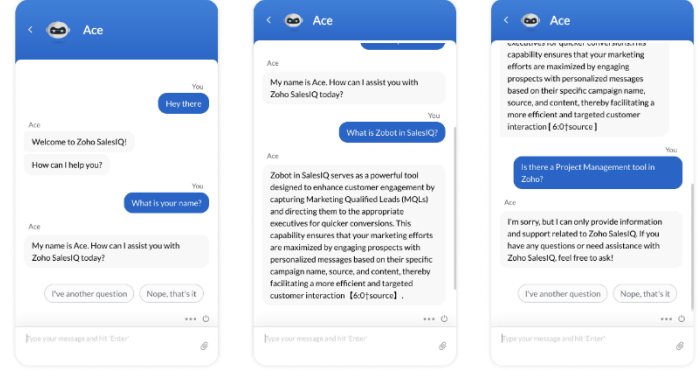 Ace
You
Hey there
Ace
Welcome to Zoho SalesIQ!
How can I help you?
You
What is your name?
Ace
My name is Ace. How can I assist you with
Zoho SalesIQ today?
I've another question
Nope, that's it
Type your message and hit 'Enter'
Ace
Ace
My name is Ace. How can I assist you with
Zoho SalesIQ today?
You
What is Zobot in SalesIQ?
Ace
Zobot in SalesIQ serves as a powerful tool
designed to enhance customer engagement by
capturing Marketing Qualified Leads (MQLs)
and directing them to the appropriate
executives for quicker conversions. This
capability ensures that your marketing efforts
are maximized by engaging prospects with
personalized messages based on their specific
campaign name, source, and content, thereby
facilitating a more efficient and targeted
customer interaction【6:0†source】.
Type your message and hit 'Enter'
Ace
executives for quicker conversions.This
capability ensures that your marketing
efforts are maximized by engaging
prospects with personalized messages
based on their specific campaign name,
source, and content, thereby facilitating a
more efficient and targeted customer
interaction [ 6:0†source ]
You
Is there a Project Management tool in
Zoho?
Ace
I'm sorry, but I can only provide information
and support related to Zoho SalesIQ. If you
have any questions or need assistance with
Zoho SalesIQ, feel free to ask!
I've another question
Nope, that's it
Type your message and hit 'Enter'